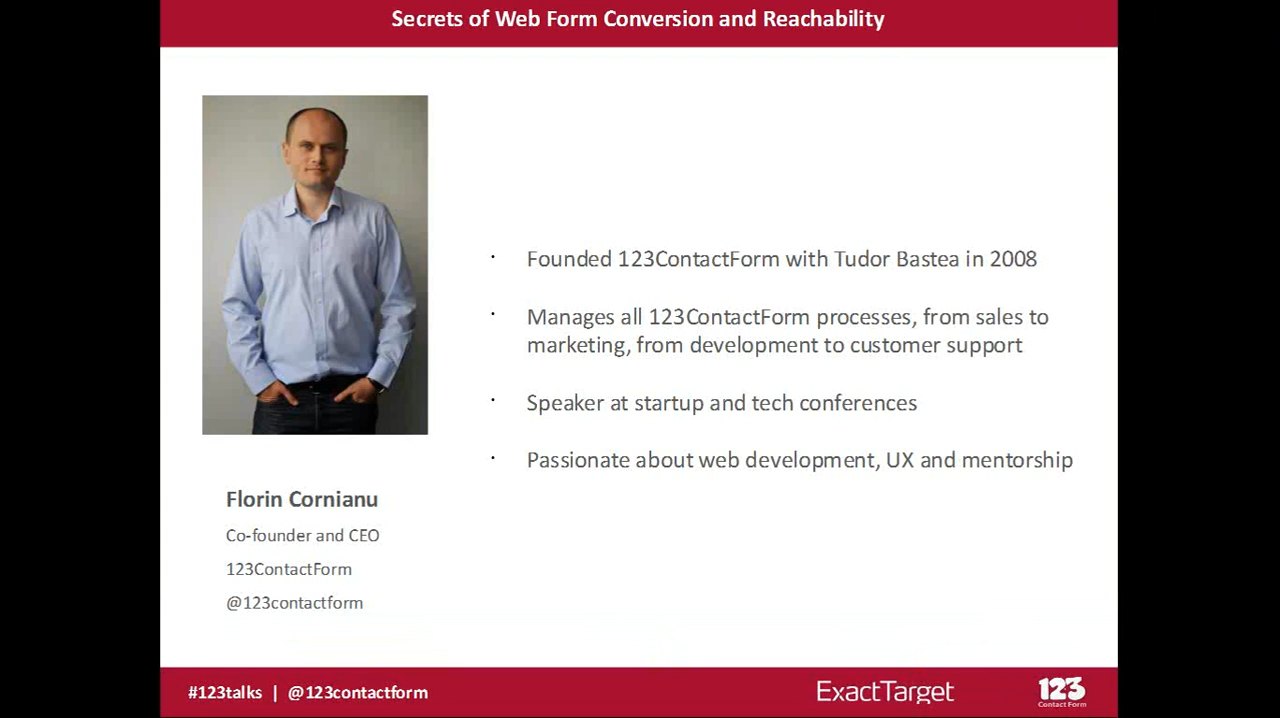 Secrets of Web Form Conversion and Reachability
· Founded 123ContactForm with Tudor Bastea in 2008
· Manages all 123ContactForm processes, from sales to
marketing, from development to customer support
· Speaker at startup and tech conferences
· Passionate about web development, UX and mentorship
Florin Cornianu
Co-founder and CEO
123ContactForm
@123contactform
#123talks | @123contactform
ExactTarget
123
Contact Form